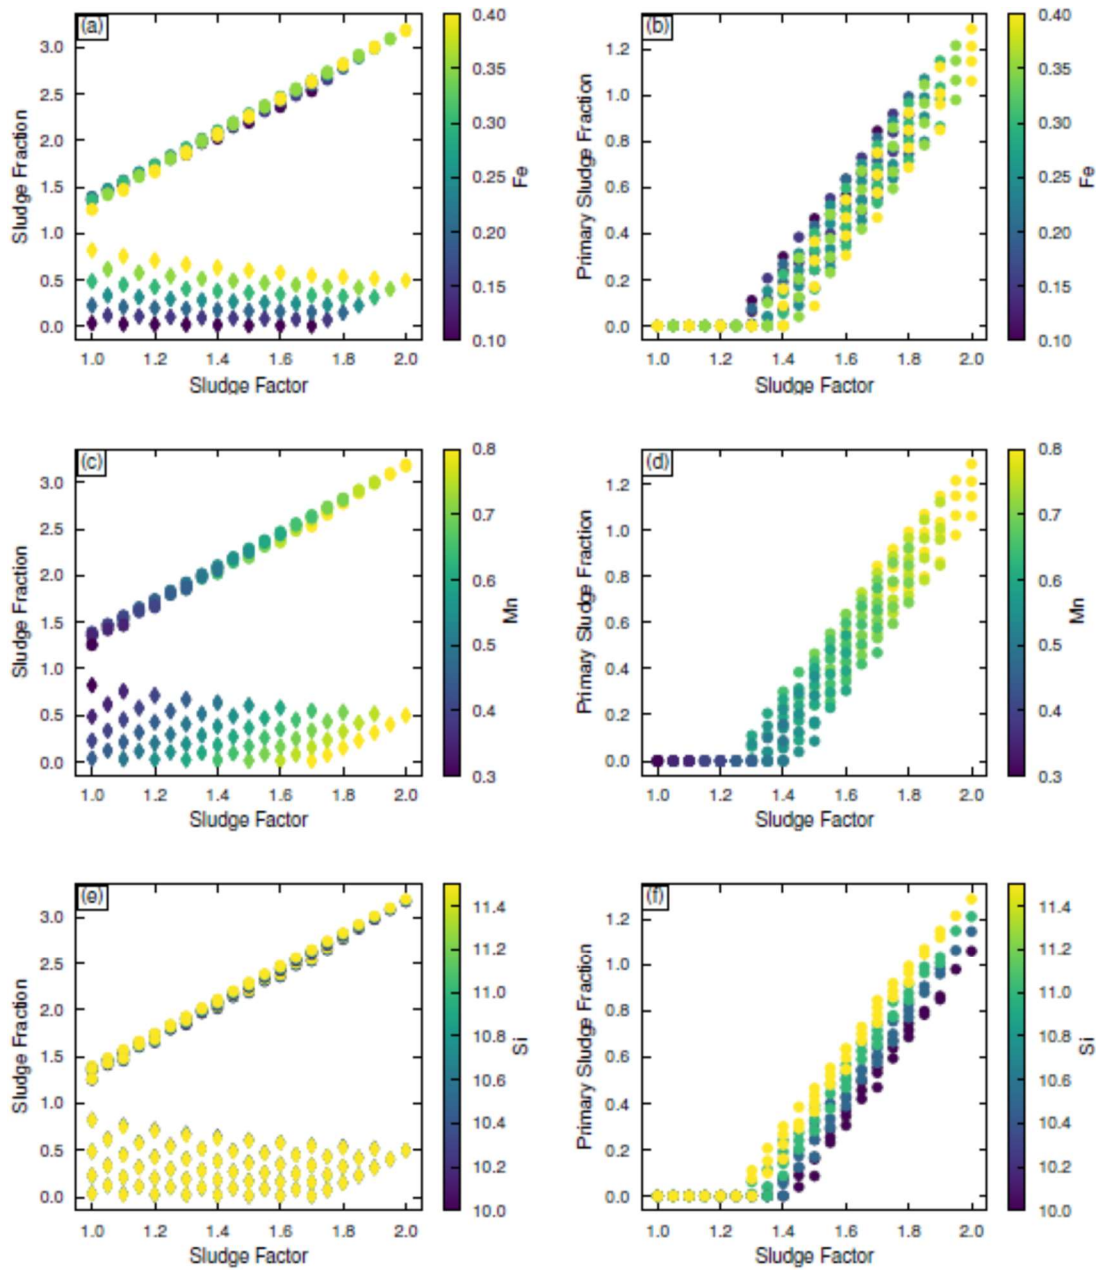 (a)
3.0
2.5
2.0
1.5
1.0
0.5
0.0
Sludge Fraction
1.0 1.2 1.4 1.6 1.8 2.0
Sludge Factor
0.40
0.35
0.30
0.25
0.20
0.15
0.10
Fe
(b)
1.2
1.0
0.8
0.6
0.4
0.2
0.0
Primary Sludge Fraction
1.0 1.2 1.4 1.6 1.8 2.0
Sludge Factor
0.40
0.35
0.30
0.25
0.20
0.15
0.10
Fe
(c)
3.0
2.5
2.0
1.5
1.0
0.5
0.0
Sludge Fraction
1.0 1.2 1.4 1.6 1.8 2.0
Sludge Factor
0.8
0.7
0.6
0.5
0.4
0.3
Mn
(d)
1.2
1.0
0.8
0.6
0.4
0.2
0.0
Primary Sludge Fraction
1.0 1.2 1.4 1.6 1.8 2.0
Sludge Factor
0.8
0.7
0.6
0.5
0.4
0.3
Mn
(e)
3.0
2.5
2.0
1.5
1.0
0.5
0.0
Sludge Fraction
1.0 1.2 1.4 1.6 1.8 2.0
Sludge Factor
11.4
11.2
11.0
10.8
10.6
10.4
10.2
10.0
Si
(f)
1.2
1.0
0.8
0.6
0.4
0.2
0.0
Primary Sludge Fraction
1.0 1.2 1.4 1.6 1.8 2.0
Sludge Factor
11.4
11.2
11.0
10.8
10.6
10.4
10.2
10.0
Si